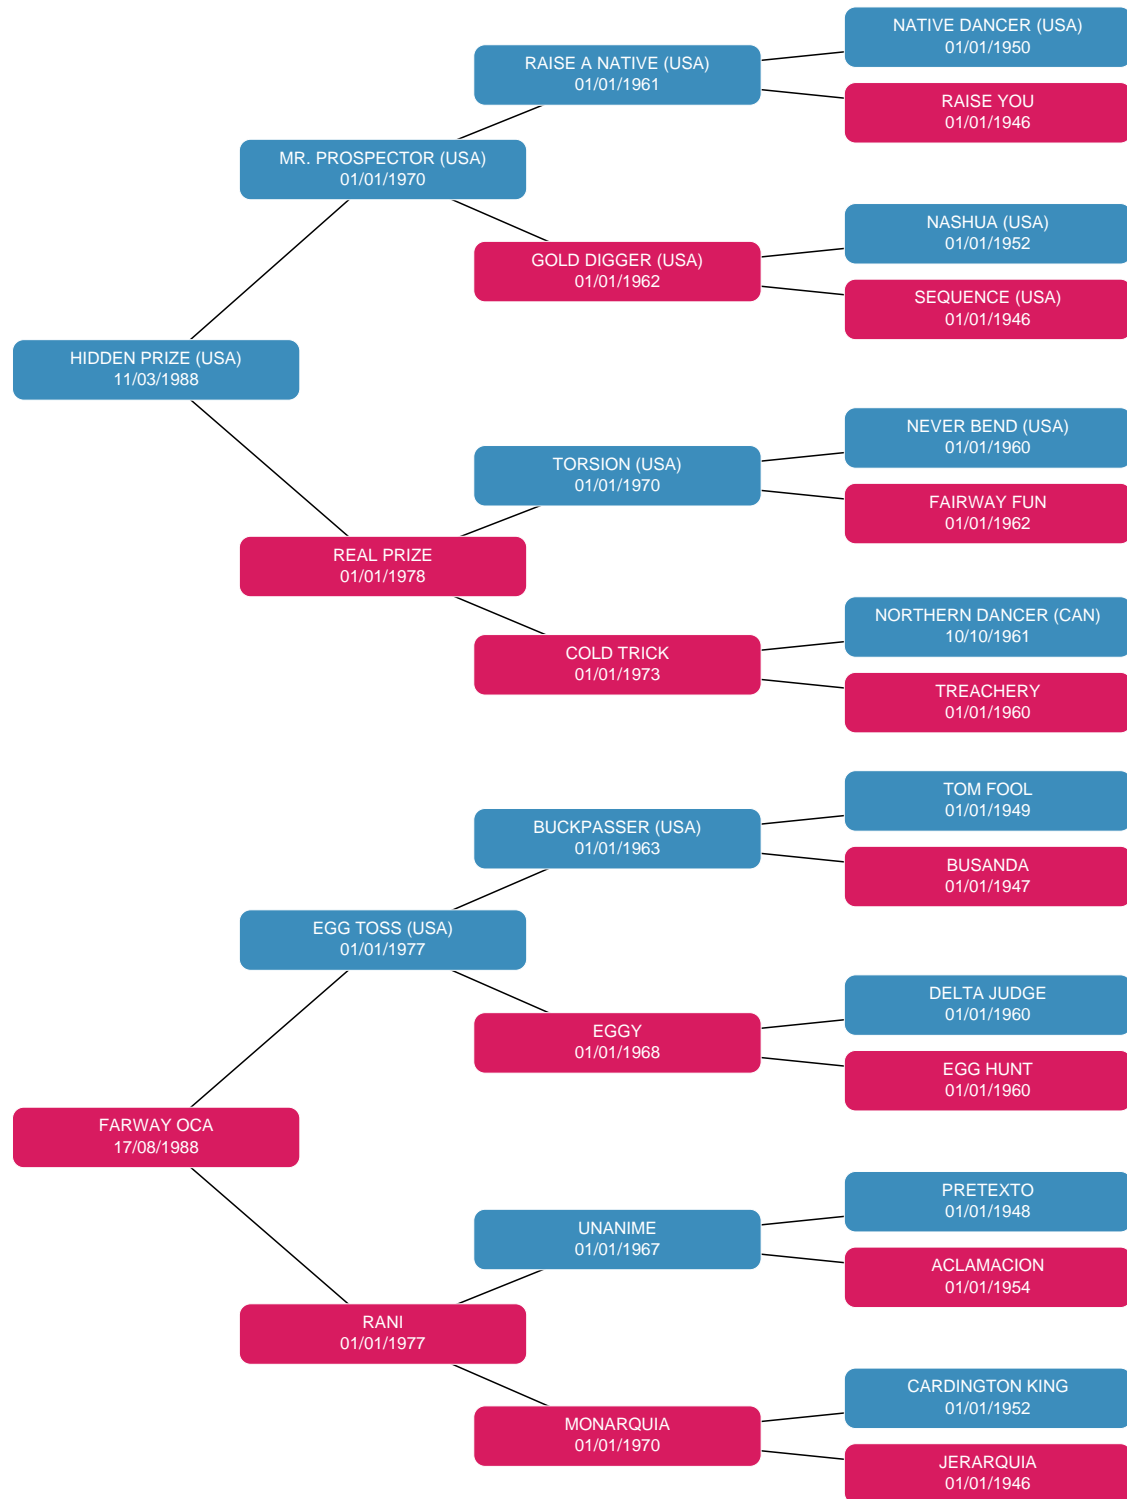 NATIVE DANCER (USA)
01/01/1950
RAISE A NATIVE (USA)
01/01/1961
RAISE YOU
01/01/1946
MR. PROSPECTOR (USA)
01/01/1970
NASHUA (USA)
01/01/1952
GOLD DIGGER (USA)
01/01/1962
SEQUENCE (USA)
01/01/1946
HIDDEN PRIZE (USA)
11/03/1988
NEVER BEND (USA)
01/01/1960
TORSION (USA)
01/01/1970
FAIRWAY FUN
01/01/1962
REAL PRIZE
01/01/1978
NORTHERN DANCER (CAN)
10/10/1961
COLD TRICK
01/01/1973
TREACHERY
01/01/1960
TOM FOOL
01/01/1949
BUCKPASSER (USA)
01/01/1963
BUSANDA
01/01/1947
EGG TOSS (USA)
01/01/1977
DELTA JUDGE
01/01/1960
EGGY
01/01/1968
EGG HUNT
01/01/1960
FARWAY OCA
17/08/1988
PRETEXTO
01/01/1948
UNANIME
01/01/1967
ACLAMACION
01/01/1954
RANI
01/01/1977
CARDINGTON KING
01/01/1952
MONARQUIA
01/01/1970
JERARQUIA
01/01/1946